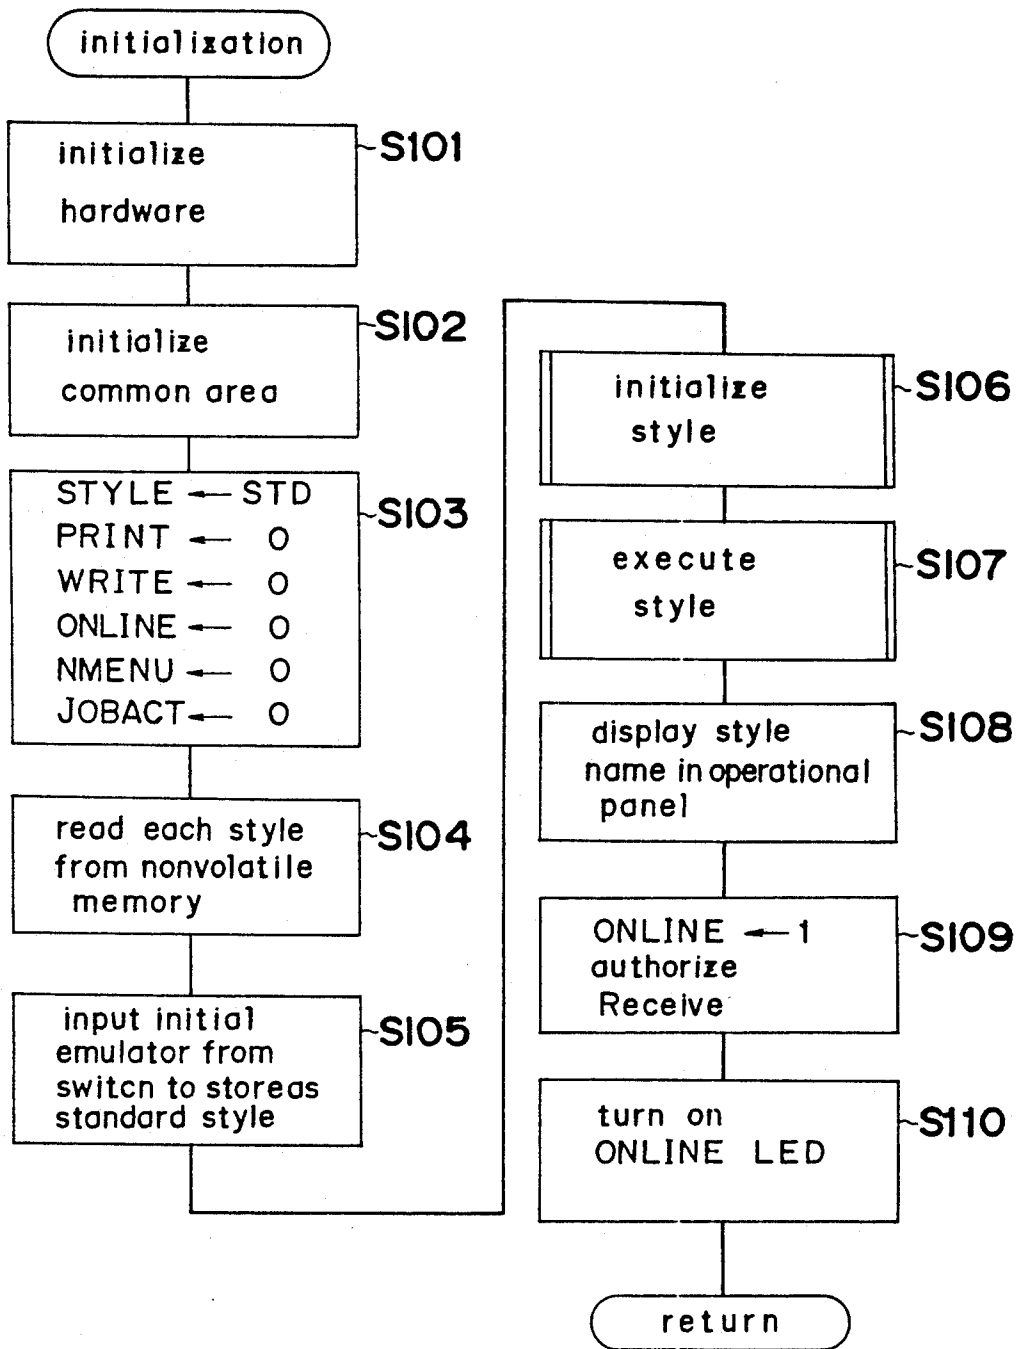 initialization
initialize
hardware
S101
initialize
common area
S102
STYLE ← STD
PRINT ← 0
WRITE ← 0
ONLINE ← 0
NMENU ← 0
JOBACT ← 0
S103
read each style
from nonvolatile
memory
S104
input initial
emulator from
switcn to storeas
standard style
S105
initialize
style
S106
execute
style
S107
display style
name in operational
panel
S108
ONLINE ← 1
authorize
Receive
S109
turn on
ONLINE LED
S110
return